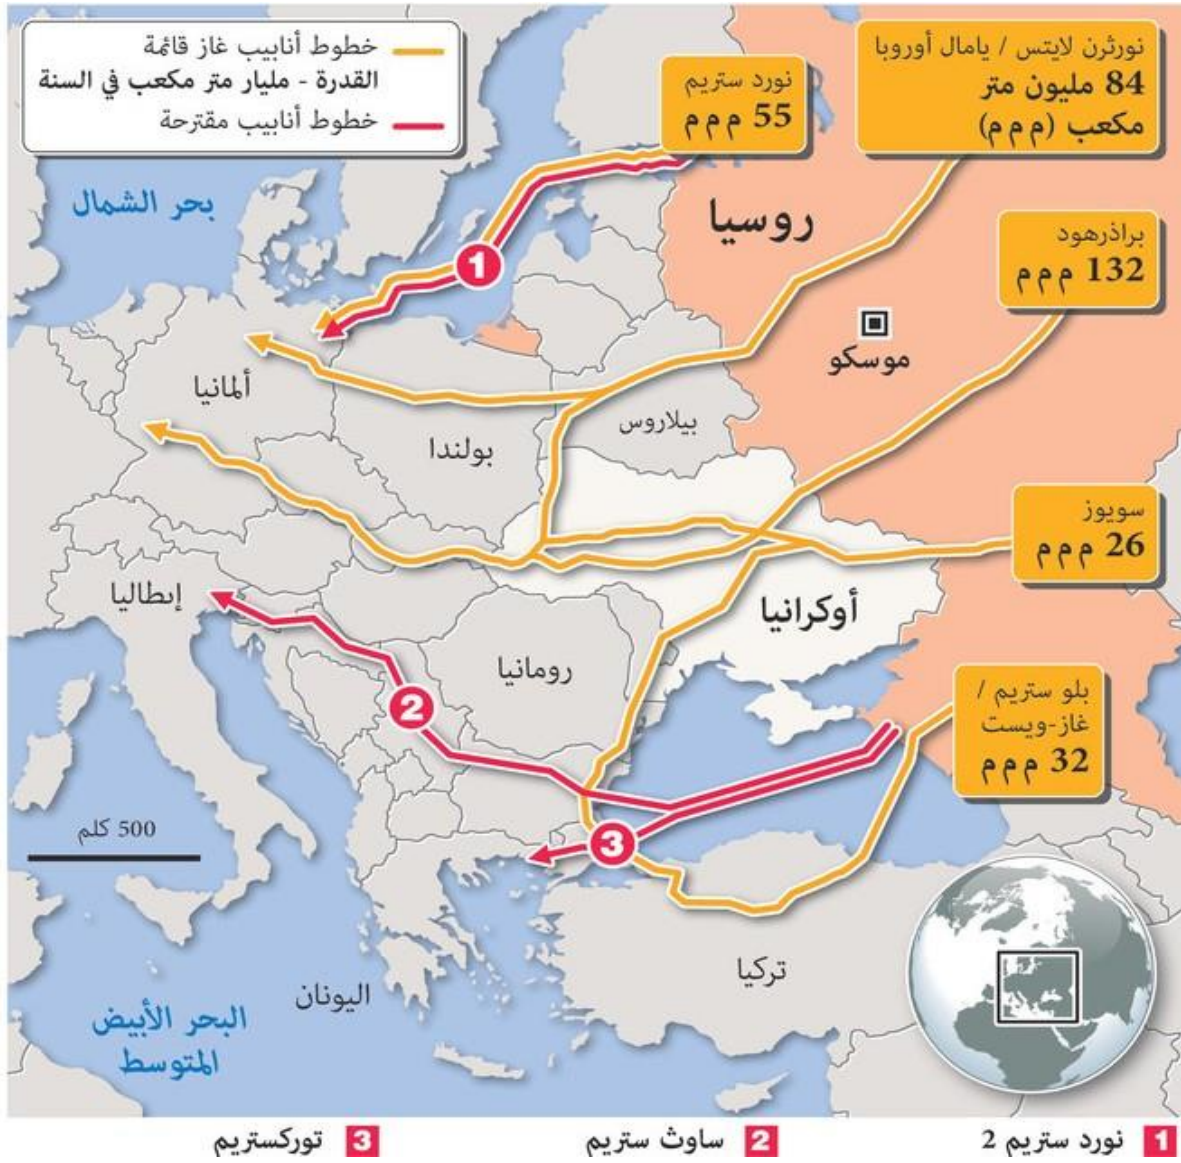 خطوط أنابيب غاز قائمة
القدرة - مليار متر مكعب في السنة
خطوط أنابيب مقترحة
نورد ستريم
55 م م م
نورثرن لايتس / يامال أوروبا
84 مليون متر
مكعب (م م م)
بحر الشمال
روسيا
براذرهود
132 م م م
1
موسكو
ألمانيا
بيلاروس
بولندا
سويوز
26 م م م
إيطاليا
أوكرانيا
رومانيا
بلو ستريم /
غاز-ويست
32 م م م
2
500 كلم
3
تركيا
اليونان
البحر الأبيض
المتوسط
1 نورد ستريم 2
2 ساوث ستريم
3 توركستريم